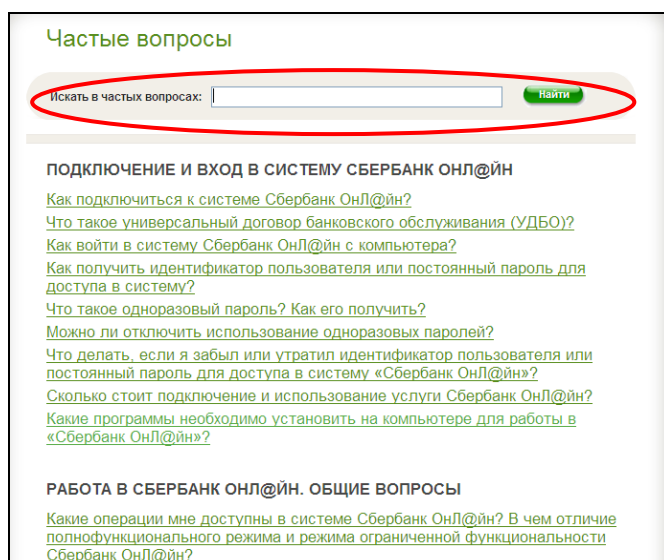 Частые вопросы
Искать в частых вопросах:
Найти
ПОДКЛЮЧЕНИЕ И ВХОД В СИСТЕМУ СБЕРБАНК ОНЛ@ЙН
Как подключиться к системе Сбербанк ОнЛ@йн?
Что такое универсальный договор банковского обслуживания (УДБО)?
Как войти в систему Сбербанк ОнЛ@йн с компьютера?
Как получить идентификатор пользователя или постоянный пароль для
доступа в систему?
Что такое одноразовый пароль? Как его получить?
Можно ли отключить использование одноразовых паролей?
Что делать, если я забыл или утратил идентификатор пользователя или
постоянный пароль для доступа в систему «Сбербанк ОнЛ@йн»?
Сколько стоит подключение и использование услуги Сбербанк ОнЛ@йн?
Какие программы необходимо установить на компьютере для работы в
«Сбербанк ОнЛ@йн»?
РАБОТА В СБЕРБАНК ОНЛ@ЙН. ОБЩИЕ ВОПРОСЫ
Какие операции мне доступны в системе Сбербанк ОнЛ@йн? В чем отличие
полнофункционального режима и режима ограниченной функциональности
Сбербанк ОнЛ@йн?